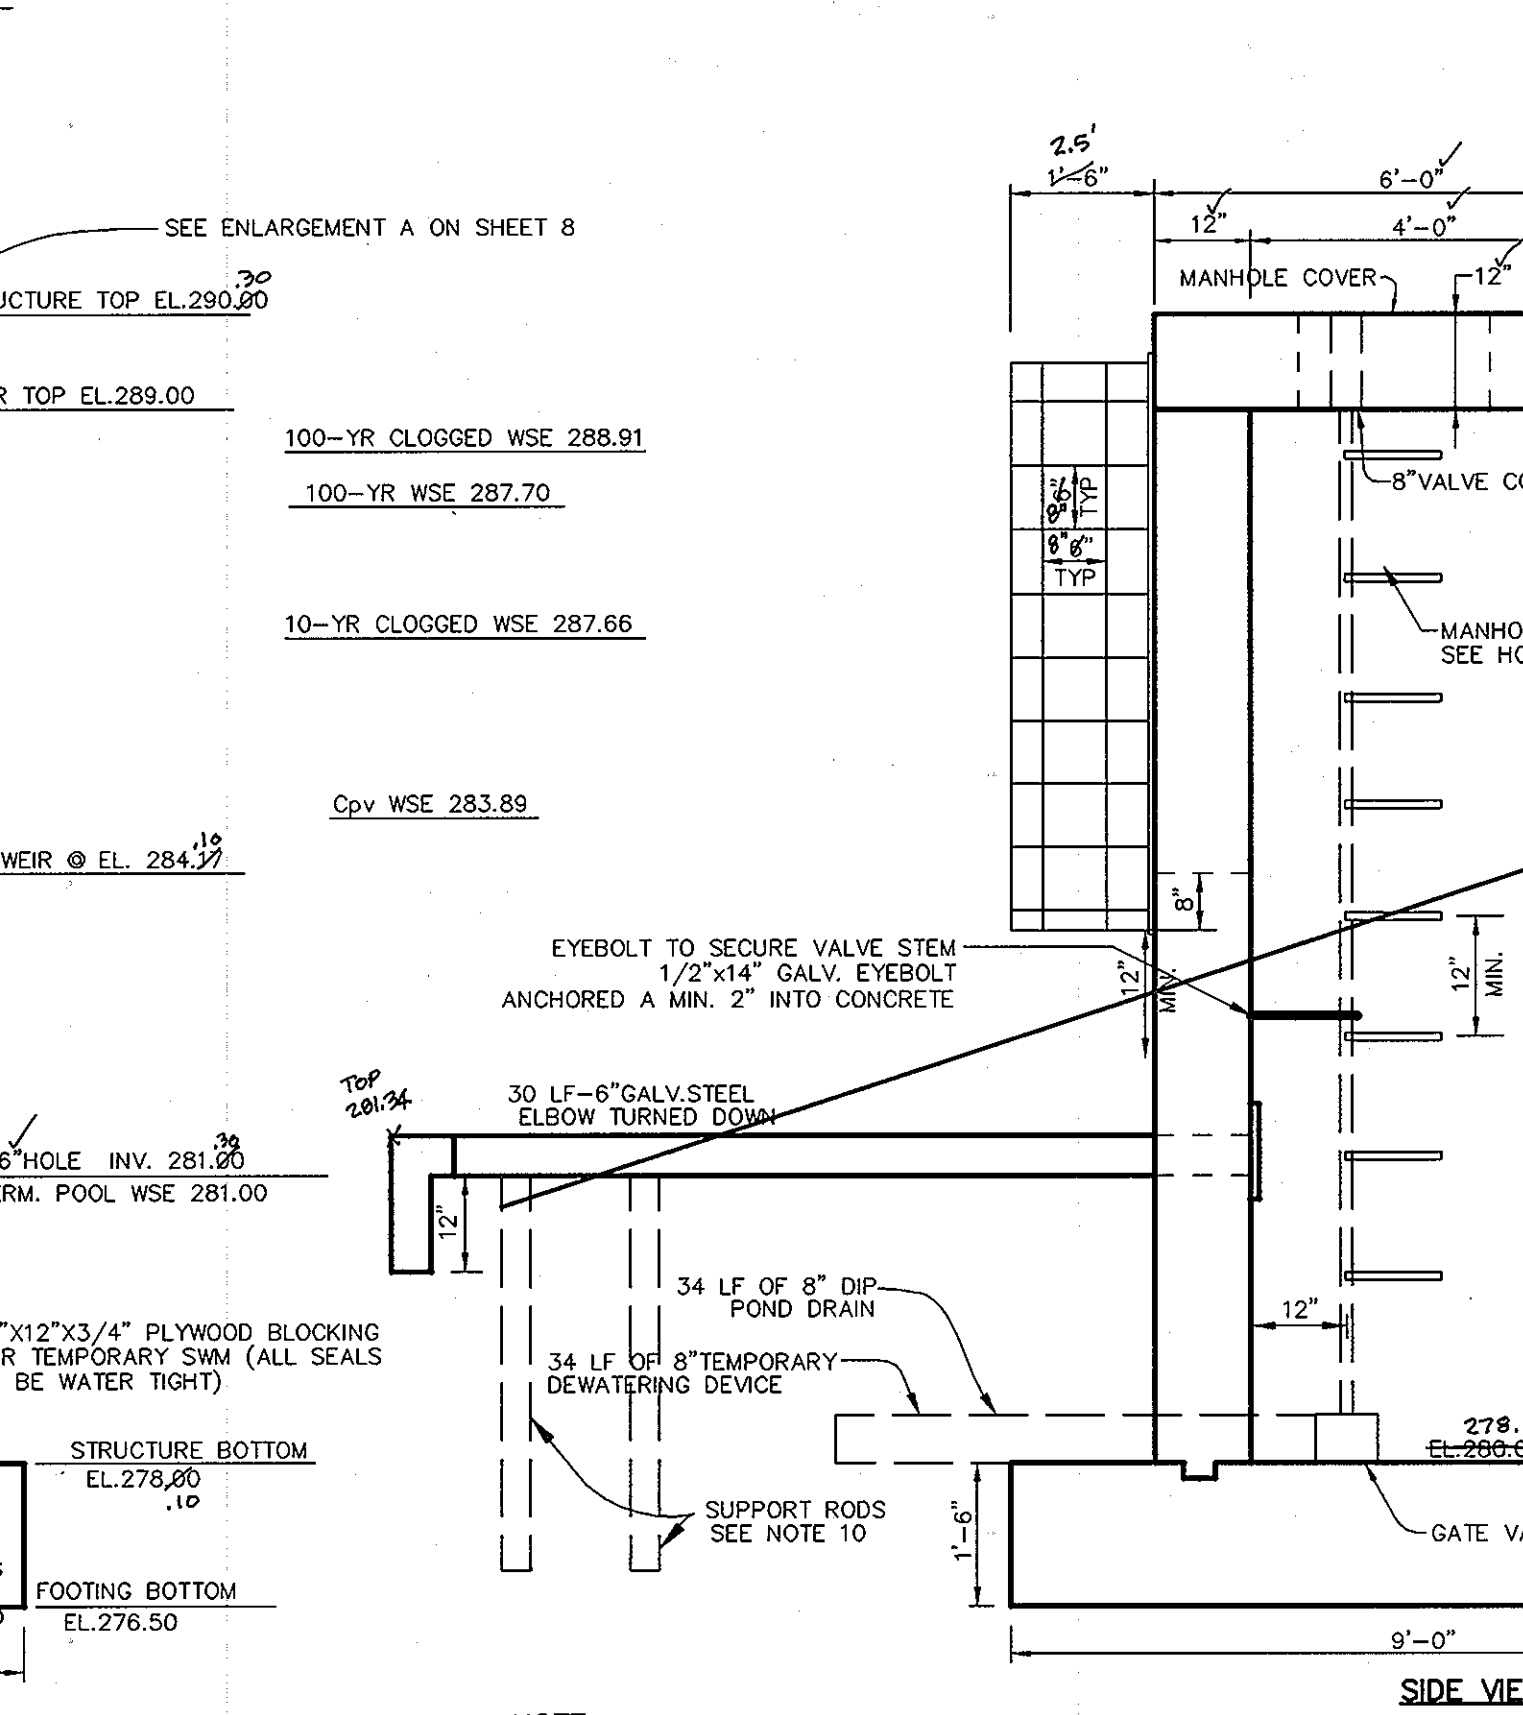 2.5'
1'-6"
6'-0"
12"
4'-0"
SEE ENLARGEMENT A ON SHEET 8
MANHOLE COVER
12"
.30
UCTURE TOP EL.290.00
R TOP EL.289.00
100-YR CLOGGED WSE 288.91
100-YR WSE 287.70
8" 6"
TYP
8"VALVE CO
8" 6"
TYP
10-YR CLOGGED WSE 287.66
MANHO
SEE HO
Cpv WSE 283.89
.10
WEIR @ EL. 284.17
8"
EYEBOLT TO SECURE VALVE STEM
1/2"x14" GALV. EYEBOLT
ANCHORED A MIN. 2" INTO CONCRETE
12"
MIN.
12"
MIN.
TOP
281.34
30 LF-6"GALV.STEEL
ELBOW TURNED DOWN
.30
6"HOLE INV. 281.00
ERM. POOL WSE 281.00
12"
34 LF OF 8" DIP
POND DRAIN
12"
"X12"X3/4" PLYWOOD BLOCKING
R TEMPORARY SWM (ALL SEALS
BE WATER TIGHT)
34 LF OF 8"TEMPORARY
DEWATERING DEVICE
278.
EL.280.0
STRUCTURE BOTTOM
EL.278.00
.10
SUPPORT RODS
SEE NOTE 10
1'-6"
GATE VA
FOOTING BOTTOM
EL.276.50
9'-0"
SIDE VIE
NOTE